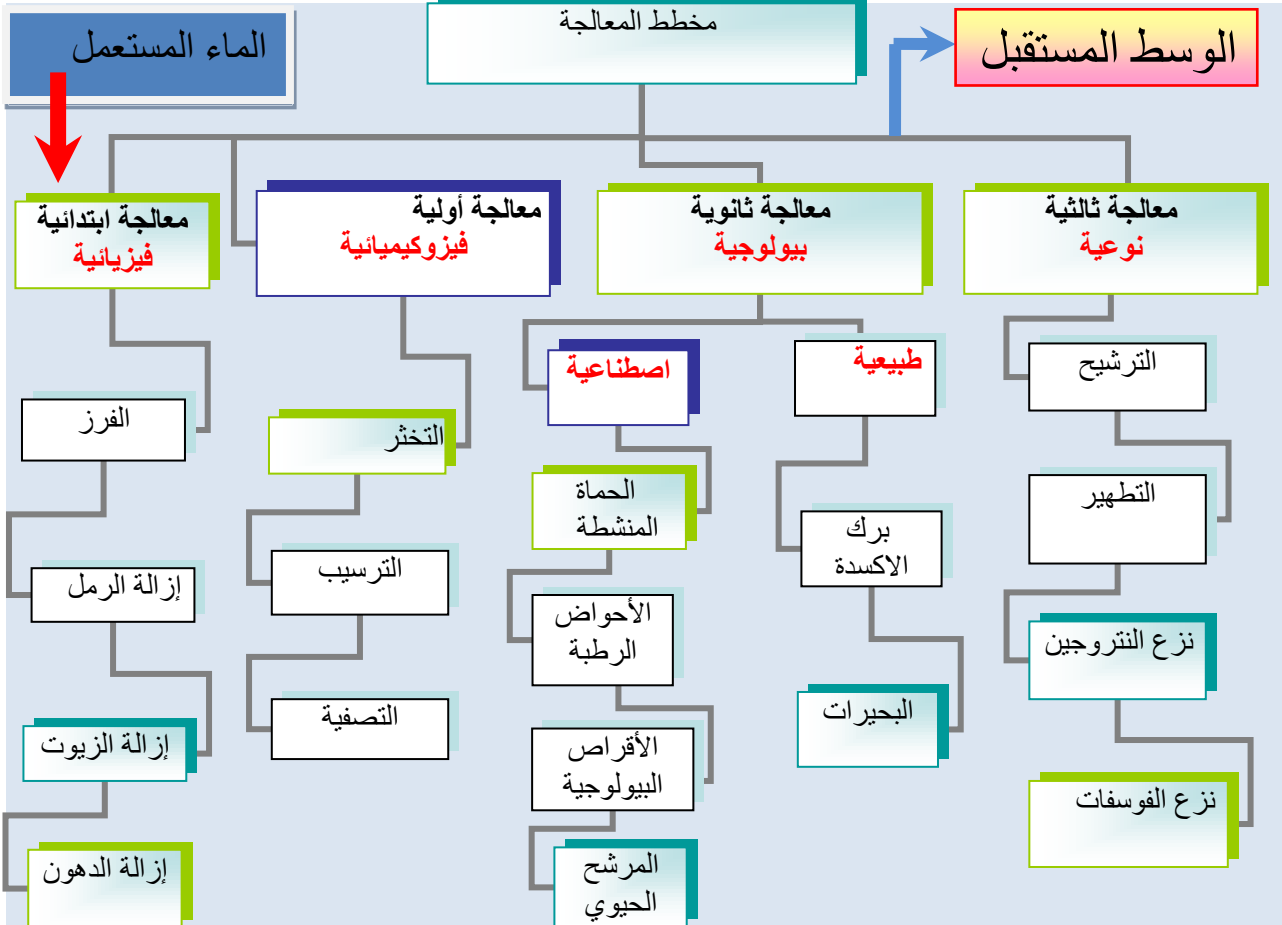 مخطط المعالجة
الماء المستعمل
الوسط المستقبل
معالجة ابتدائية
فيزيائية
معالجة أولية
فيزوكيميائية
معالجة ثانوية
بيولوجية
معالجة ثالثية
نوعية
الفرز
إزالة الرمل
إزالة الزيوت
إزالة الدهون
التخثر
الترسيب
التصفية
اصطناعية
الحماة
المنشطة
الأحواض
الرطبة
الأقراص
البيولوجية
المرشح
الحيوي
طبيعية
برك
الاكسدة
البحيرات
الترشيح
التطهير
نزع النتروجين
نزع الفوسفات